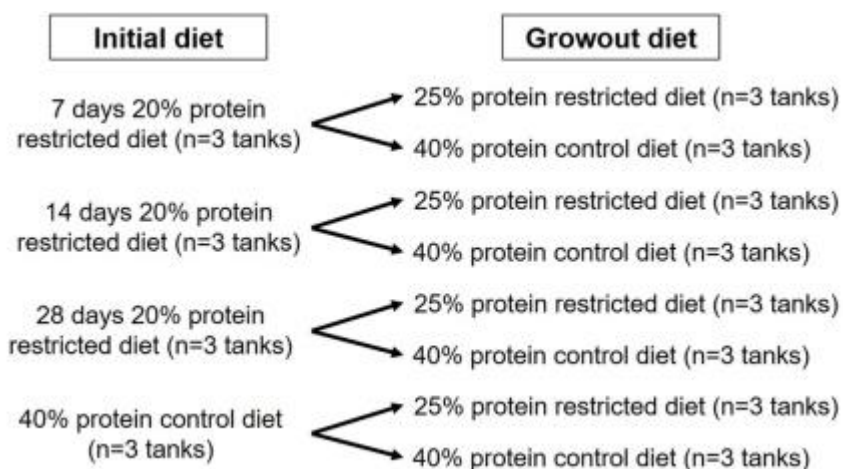 Initial diet
Growout diet
7 days 20% protein
restricted diet (n=3 tanks)
25% protein restricted diet (n=3 tanks)
40% protein control diet (n=3 tanks)
14 days 20% protein
restricted diet (n=3 tanks)
25% protein restricted diet (n=3 tanks)
40% protein control diet (n=3 tanks)
28 days 20% protein
restricted diet (n=3 tanks)
25% protein restricted diet (n=3 tanks)
40% protein control diet (n=3 tanks)
40% protein control diet
(n=3 tanks)
25% protein restricted diet (n=3 tanks)
40% protein control diet (n=3 tanks)